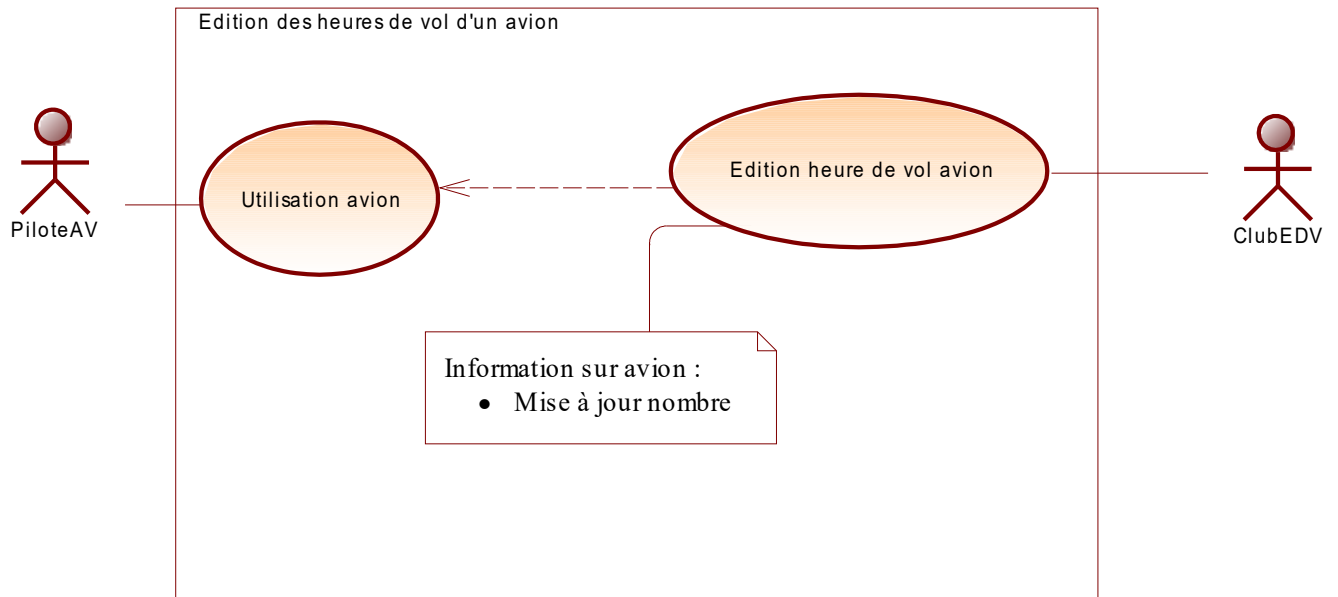 Edition des heures de vol d'un avion
Utilisation avion
Edition heure de vol avion
PiloteAV
ClubEDV
Information sur avion :
● Mise à jour nombre